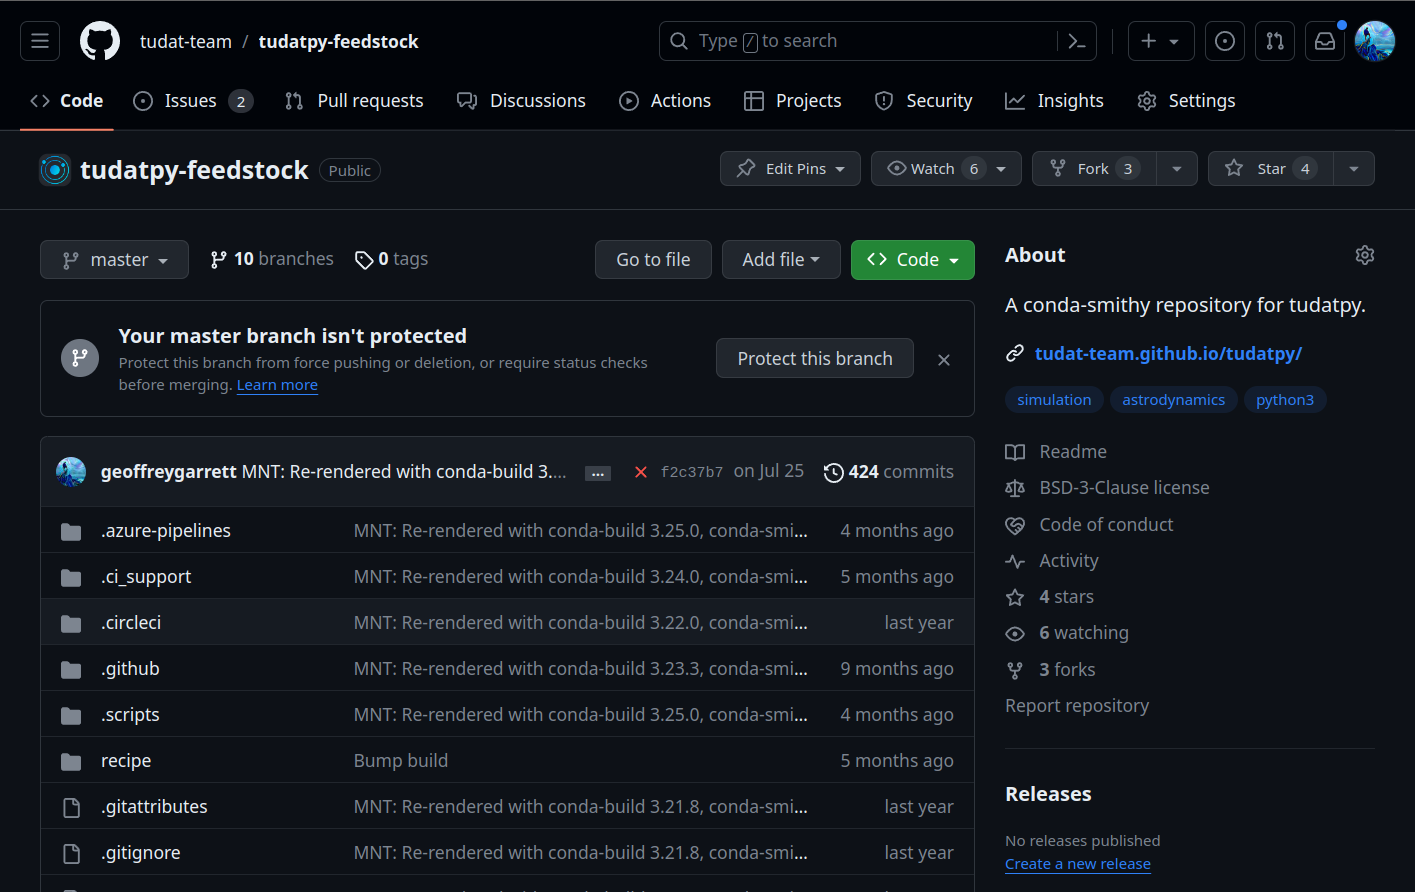 tudat-team / tudatpy-feedstock
Type / to search
Code
Issues 2
Pull requests
Discussions
Actions
Projects
Security
Insights
Settings
tudatpy-feedstock Public
Edit Pins
Watch 6
Fork 3
Star 4
master
10 branches
0 tags
Go to file
Add file
Code
Your master branch isn't protected
Protect this branch from force pushing or deletion, or require status checks
before merging. Learn more
Protect this branch
geoffreygarrett MNT: Re-rendered with conda-build 3.… ... f2c37b7 on Jul 25 424 commits
.azure-pipelines MNT: Re-rendered with conda-build 3.25.0, conda-smi… 4 months ago
.ci_support MNT: Re-rendered with conda-build 3.24.0, conda-smi… 5 months ago
.circleci MNT: Re-rendered with conda-build 3.22.0, conda-smi… last year
.github MNT: Re-rendered with conda-build 3.23.3, conda-smi… 9 months ago
.scripts MNT: Re-rendered with conda-build 3.25.0, conda-smi… 4 months ago
recipe Bump build 5 months ago
.gitattributes MNT: Re-rendered with conda-build 3.21.8, conda-smi… last year
.gitignore MNT: Re-rendered with conda-build 3.21.8, conda-smi… last year
About
A conda-smithy repository for tudatpy.
tudat-team.github.io/tudatpy/
simulation astrodynamics python3
Readme
BSD-3-Clause license
Code of conduct
Activity
4 stars
6 watching
3 forks
Report repository
Releases
No releases published
Create a new release